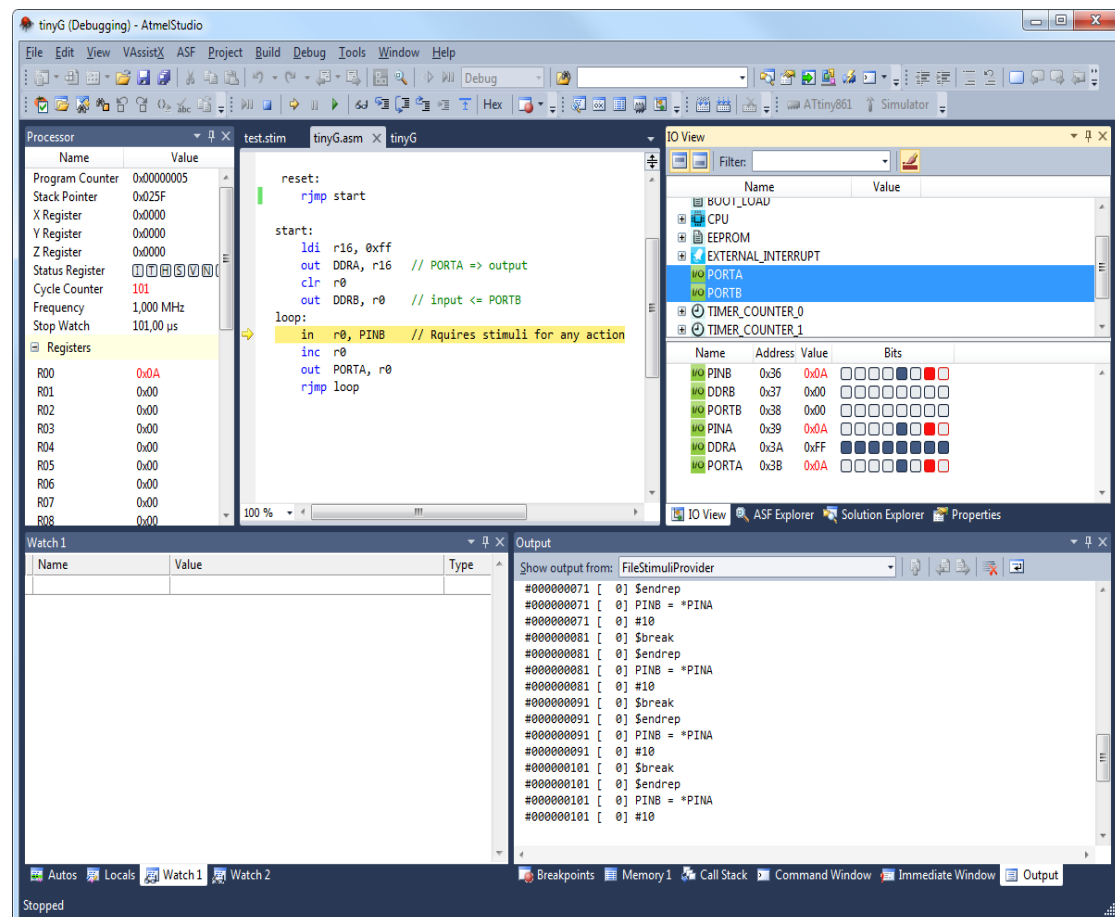 tinyG (Debugging) - AtmelStudio
File Edit View VAssistX ASF Project Build Debug Tools Window Help
Debug
Hex ATtiny861 Simulator
Processor
Name Value
Program Counter 0x00000005
Stack Pointer 0x025F
X Register 0x0000
Y Register 0x0000
Z Register 0x0000
Status Register I T H S V N
Cycle Counter 101
Frequency 1,000 MHz
Stop Watch 101,00 µs
Registers
R00 0x0A
R01 0x00
R02 0x00
R03 0x00
R04 0x00
R05 0x00
R06 0x00
R07 0x00
R08 0x00
test.stim tinyG.asm tinyG
reset:
rjmp start
start:
ldi r16, 0xff
out DDRA, r16 // PORTA => output
clr r0
out DDRB, r0 // input <= PORTB
loop:
in r0, PINB // Rquires stimuli for any action
inc r0
out PORTA, r0
rjmp loop
100 %
IO View
Filter:
Name Value
BOOT_LOAD
CPU
EEPROM
EXTERNAL_INTERRUPT
I/O PORTA
I/O PORTB
TIMER_COUNTER_0
TIMER_COUNTER_1
Name Address Value Bits
I/O PINB 0x36 0x0A
I/O DDRB 0x37 0x00
I/O PORTB 0x38 0x00
I/O PINA 0x39 0x0A
I/O DDRA 0x3A 0xFF
I/O PORTA 0x3B 0x0A
IO View ASF Explorer Solution Explorer Properties
Watch 1
Name Value Type
Autos Locals Watch 1 Watch 2
Output
Show output from: FileStimuliProvider
#000000071 [ 0] $endrep
#000000071 [ 0] PINB = *PINA
#000000071 [ 0] #10
#000000081 [ 0] $break
#000000081 [ 0] $endrep
#000000081 [ 0] PINB = *PINA
#000000081 [ 0] #10
#000000091 [ 0] $break
#000000091 [ 0] $endrep
#000000091 [ 0] PINB = *PINA
#000000091 [ 0] #10
#000000101 [ 0] $break
#000000101 [ 0] $endrep
#000000101 [ 0] PINB = *PINA
#000000101 [ 0] #10
Breakpoints Memory 1 Call Stack Command Window Immediate Window Output
Stopped